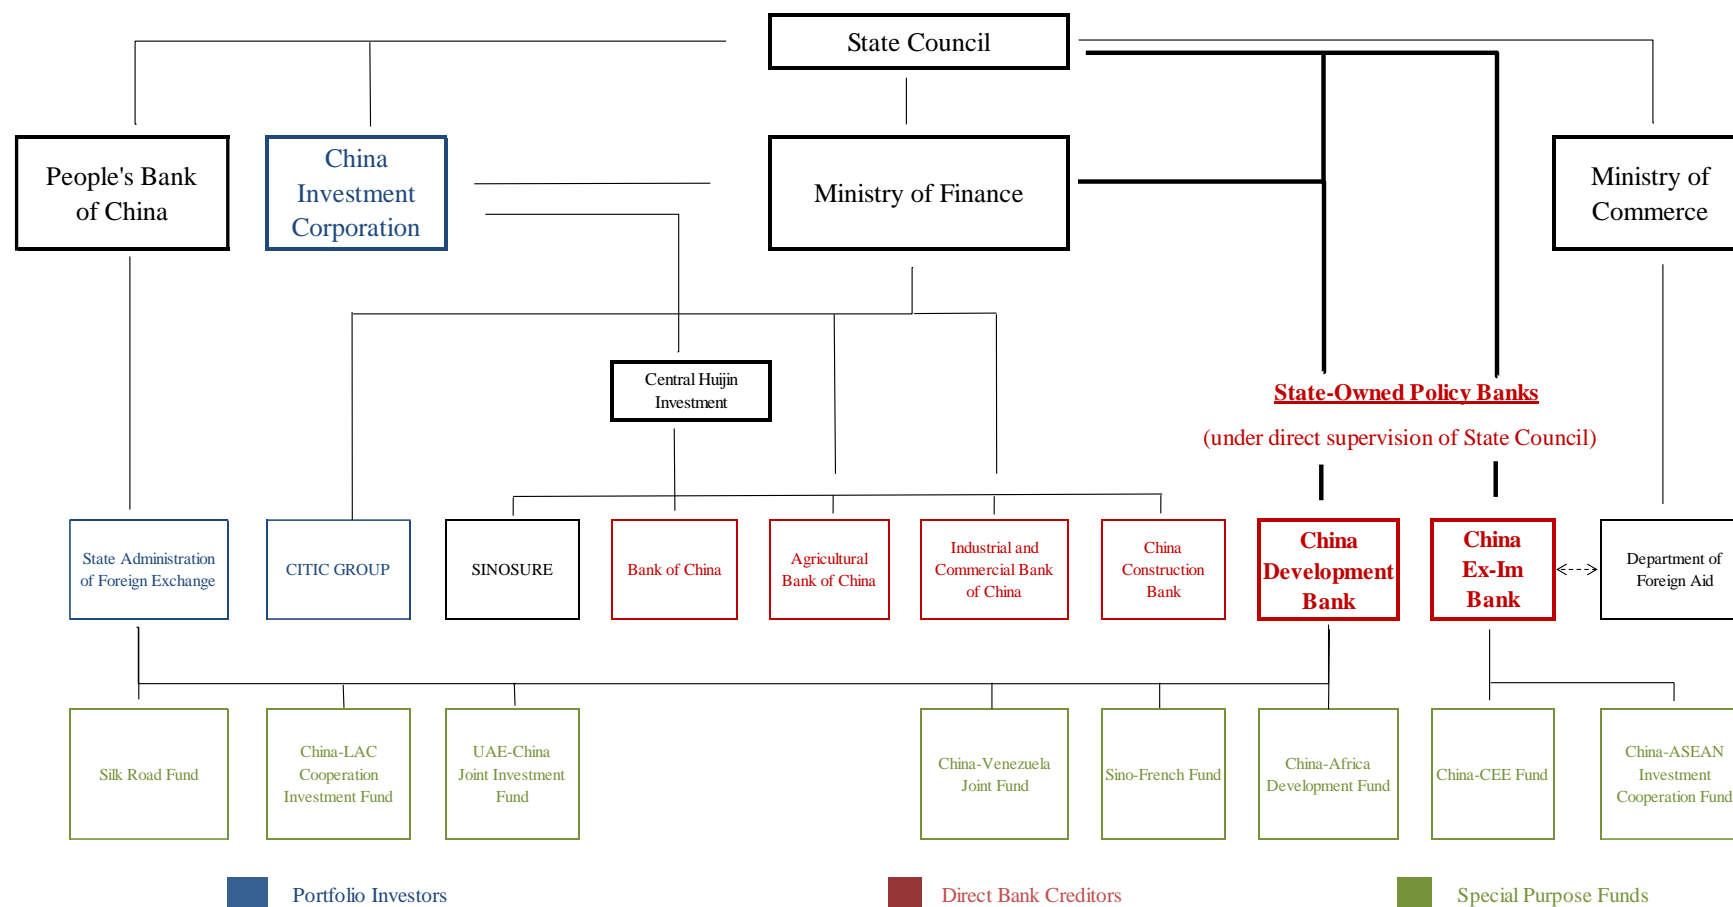 State Council
People's Bank
of China
China
Investment
Corporation
Ministry of Finance
Ministry of
Commerce
Central Huijin
Investment
State-Owned Policy Banks
(under direct supervision of State Council)
State Administration
of Foreign Exchange
CITIC GROUP
SINOSURE
Bank of China
Agricultural
Bank of China
Industrial and
Commercial Bank
of China
China
Construction
Bank
China
Development
Bank
China
Ex-Im
Bank
Department of
Foreign Aid
Silk Road Fund
China-LAC
Cooperation
Investment Fund
UAE-China
Joint Investment
Fund
China-Venezuela
Joint Fund
Sino-French Fund
China-Africa
Development Fund
China-CEE Fund
China-ASEAN
Investment
Cooperation Fund
Portfolio Investors
Direct Bank Creditors
Special Purpose Funds